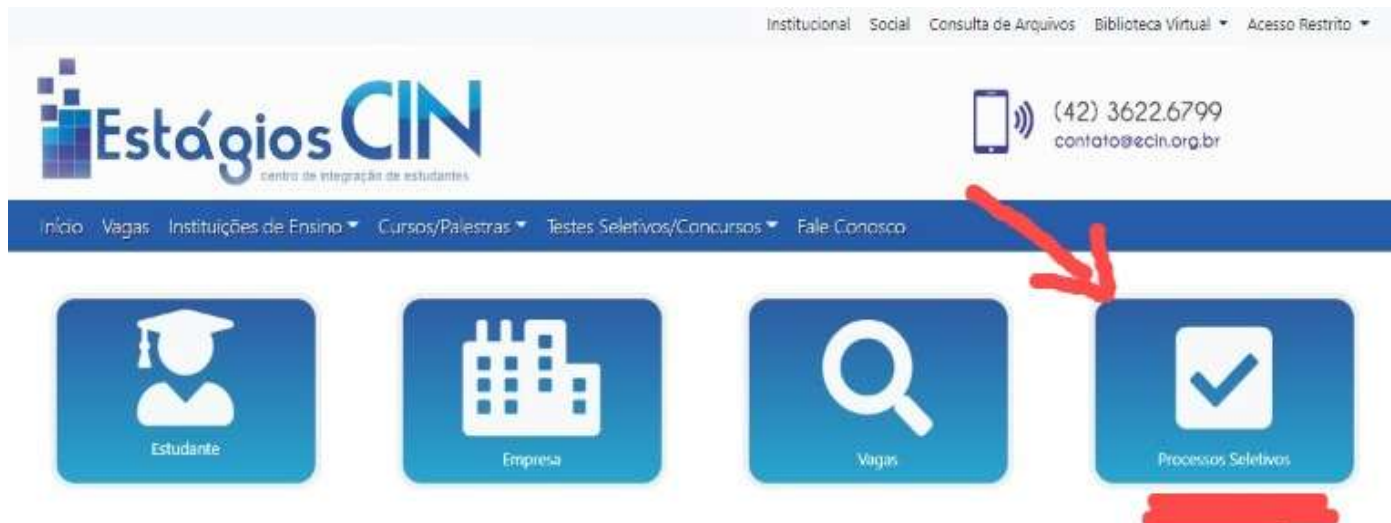 Institucional Social Consulta de Arquivos Biblioteca Virtual Acesso Restrito
Estágios CIN
centro de integração de estudantes
(42) 3622.6799
contato@ecin.org.br
Início Vagas Instituições de Ensino Cursos/Palestras Testes Seletivos/Concursos Fale Conosco
Estudante
Empresa
Vagas
Processos Seletivos